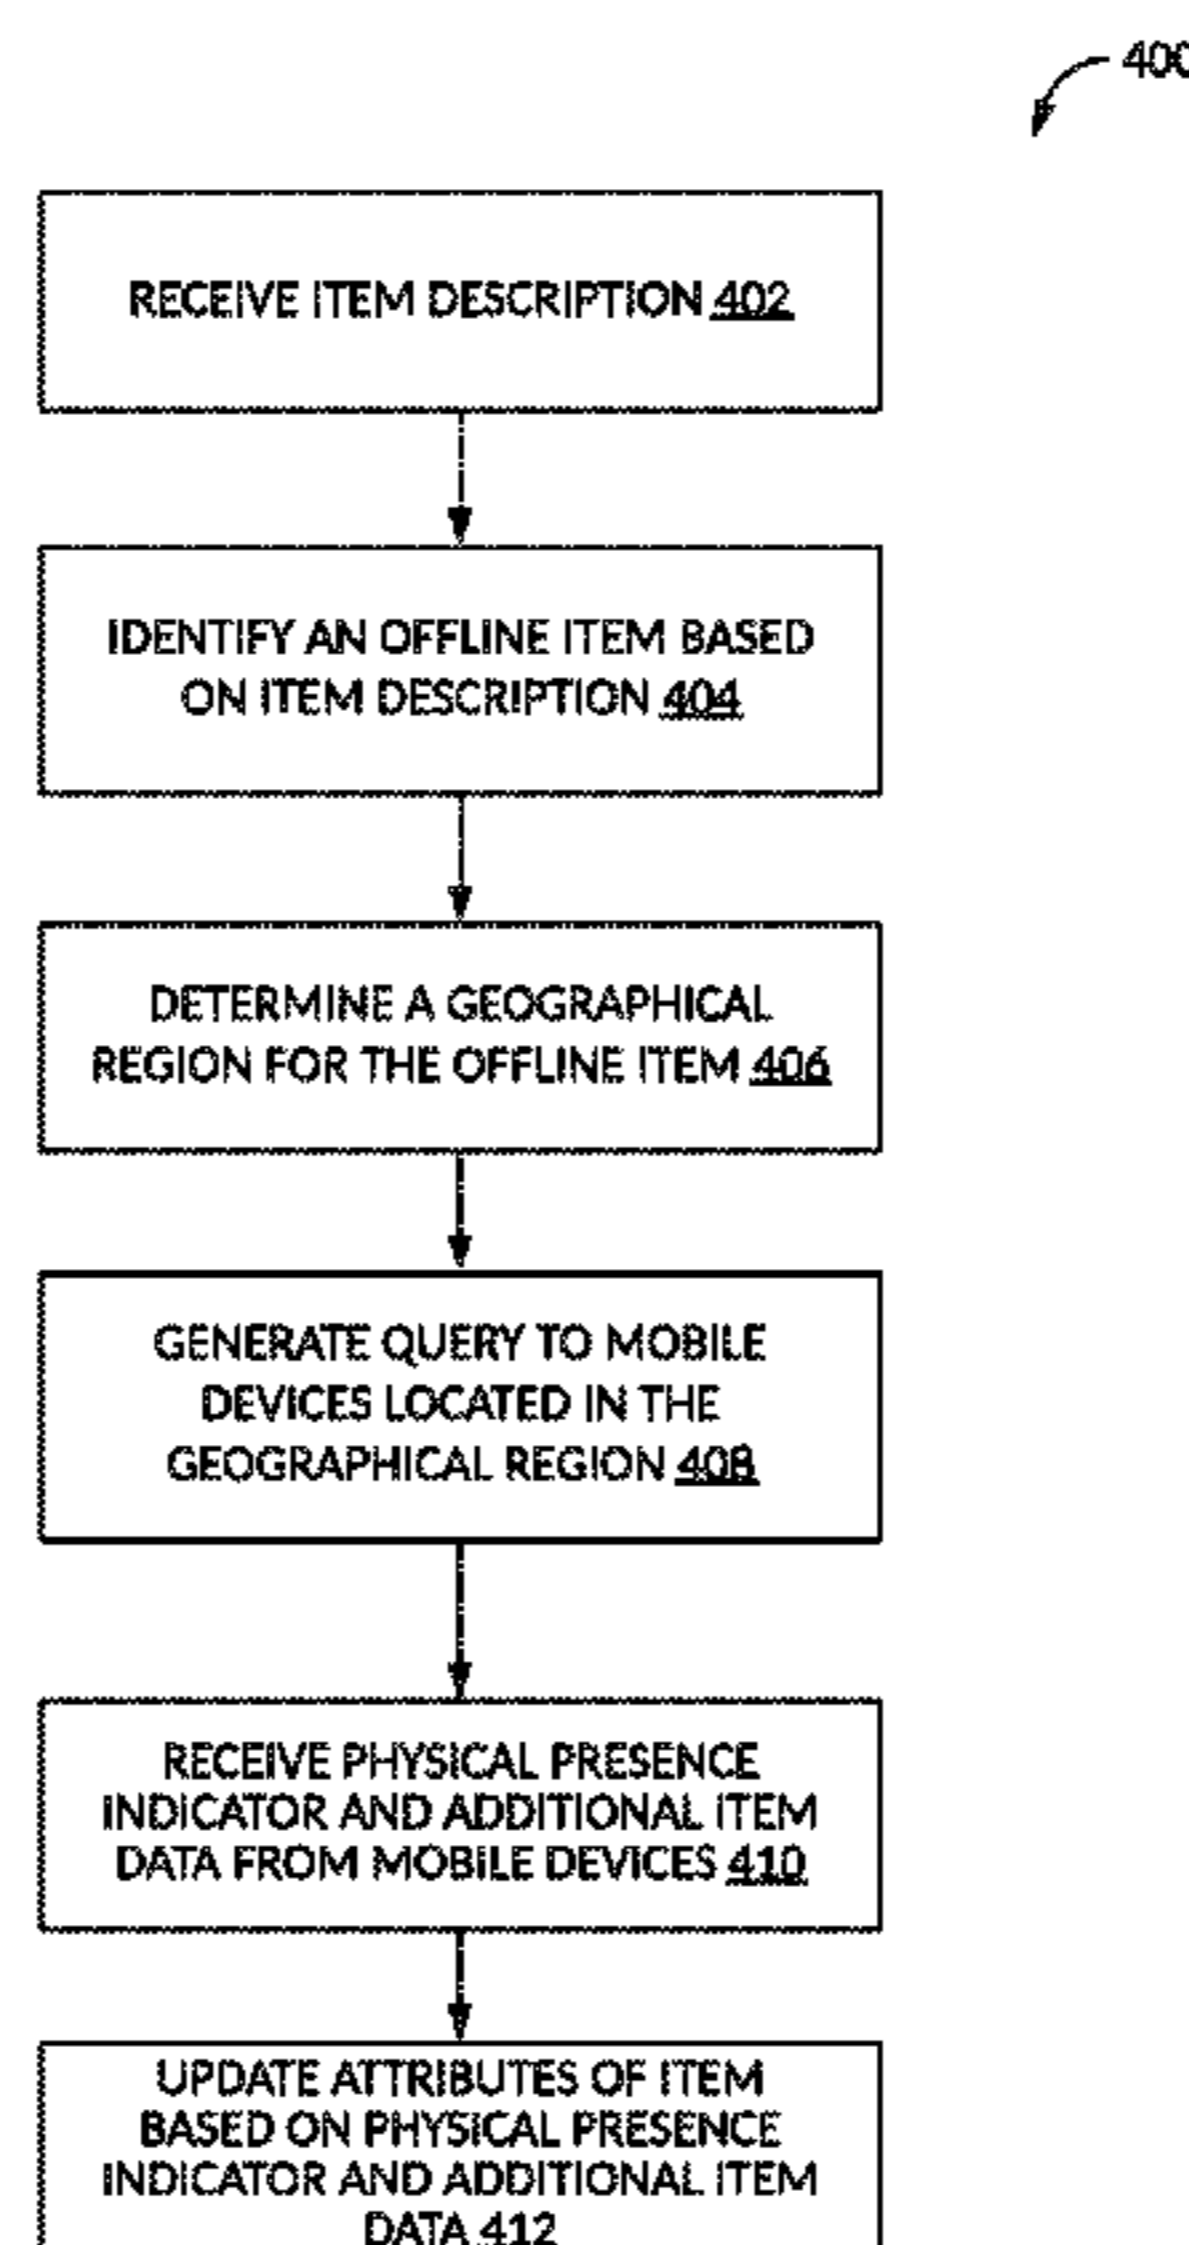 400
RECEIVE ITEM DESCRIPTION 402
IDENTIFY AN OFFLINE ITEM BASED
ON ITEM DESCRIPTION 404
DETERMINE A GEOGRAPHICAL
REGION FOR THE OFFLINE ITEM 406
GENERATE QUERY TO MOBILE
DEVICES LOCATED IN THE
GEOGRAPHICAL REGION 408
RECEIVE PHYSICAL PRESENCE
INDICATOR AND ADDITIONAL ITEM
DATA FROM MOBILE DEVICES 410
UPDATE ATTRIBUTES OF ITEM
BASED ON PHYSICAL PRESENCE
INDICATOR AND ADDITIONAL ITEM
DATA 412